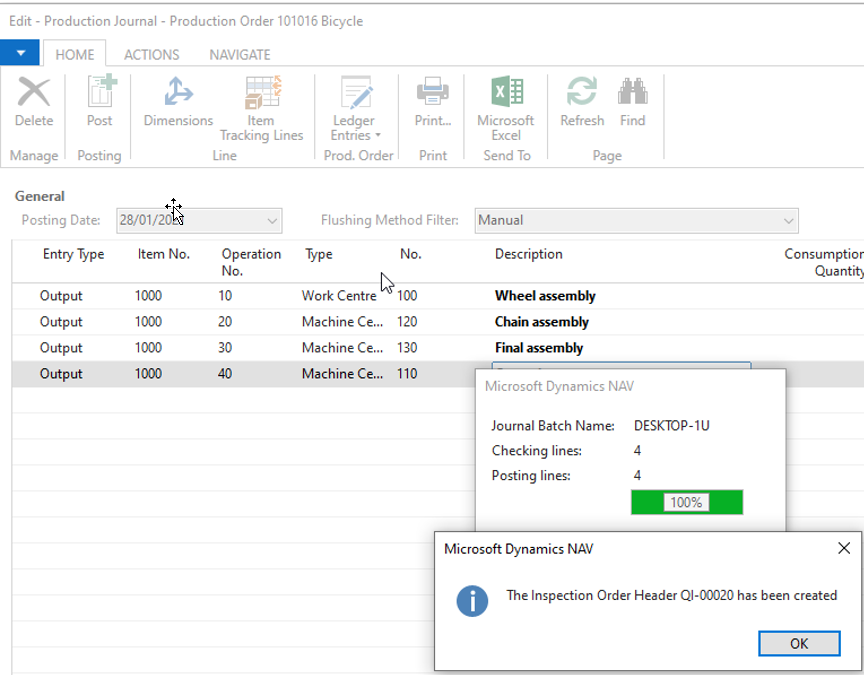 Edit - Production Journal - Production Order 101016 Bicycle
HOME ACTIONS NAVIGATE
Delete Post Dimensions Item Tracking Lines Ledger Entries Print... Microsoft Excel Refresh Find
Manage Posting Line Prod. Order Print Send To Page
General
Posting Date: 28/01/20 Flushing Method Filter: Manual
Entry Type Item No. Operation No. Type No. Description Consumption Quantity
Output 1000 10 Work Centre 100 Wheel assembly
Output 1000 20 Machine Ce... 120 Chain assembly
Output 1000 30 Machine Ce... 130 Final assembly
Output 1000 40 Machine Ce... 110
Microsoft Dynamics NAV
Journal Batch Name: DESKTOP-1U
Checking lines: 4
Posting lines: 4
100%
Microsoft Dynamics NAV
The Inspection Order Header QI-00020 has been created
OK